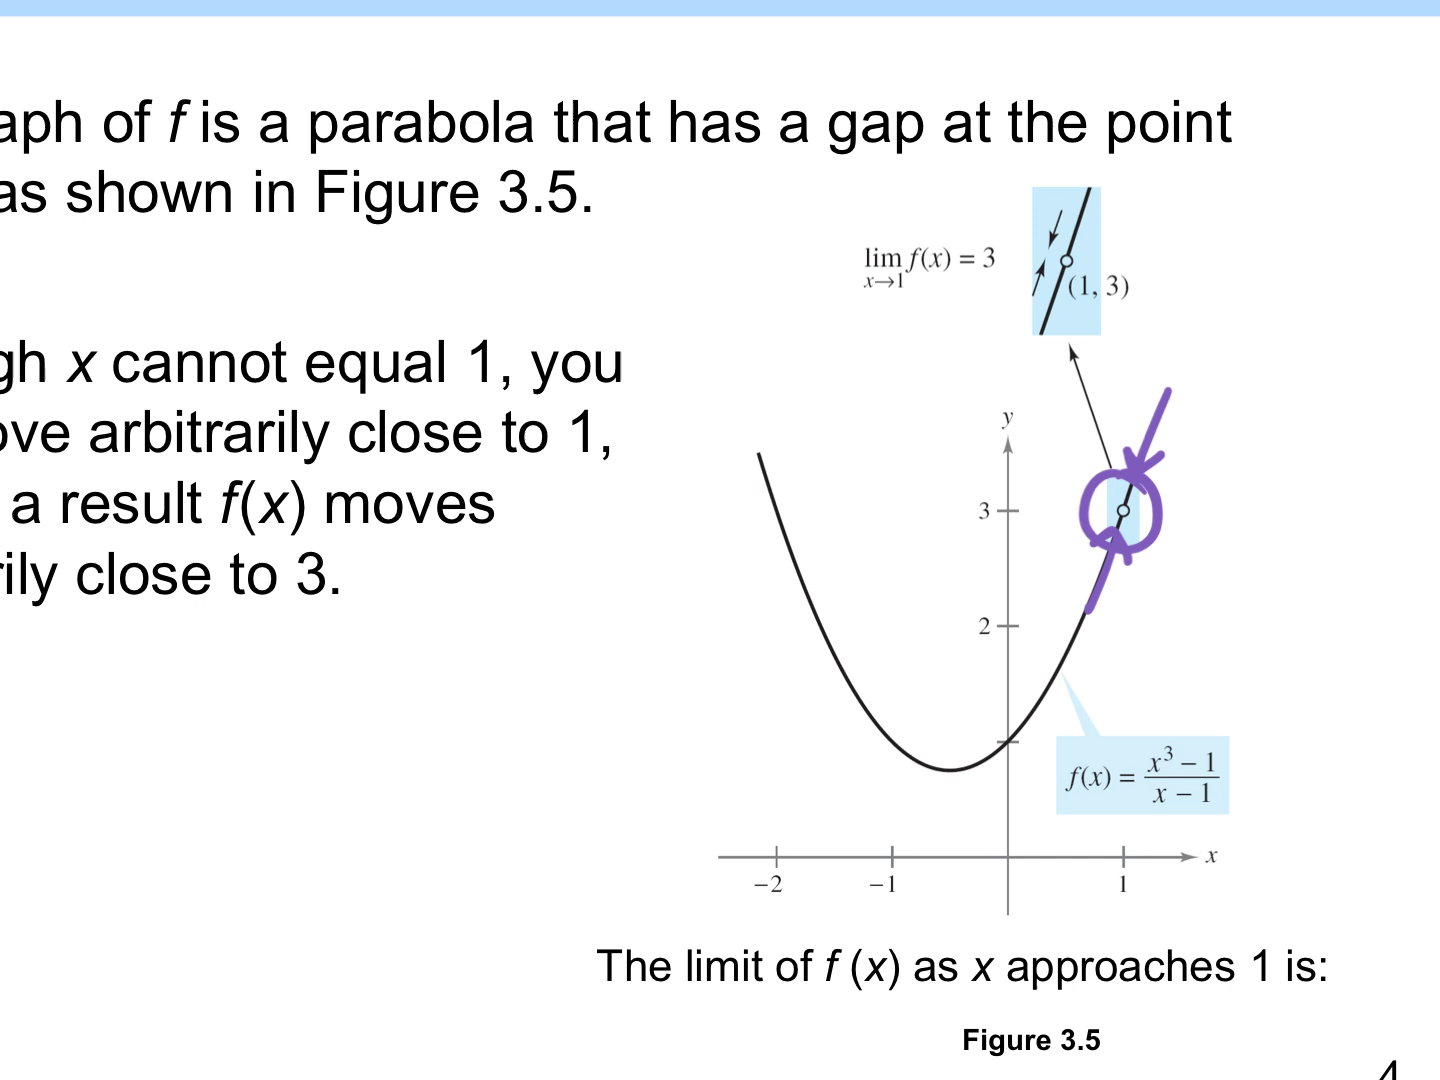 aph of f is a parabola that has a gap at the point
as shown in Figure 3.5.
lim f(x) = 3
x→1
(1, 3)
gh x cannot equal 1, you
ove arbitrarily close to 1,
a result f(x) moves
rily close to 3.
y
3
2
f(x) = x³ − 1
x − 1
x
−2 −1 1
The limit of f (x) as x approaches 1 is:
Figure 3.5
4